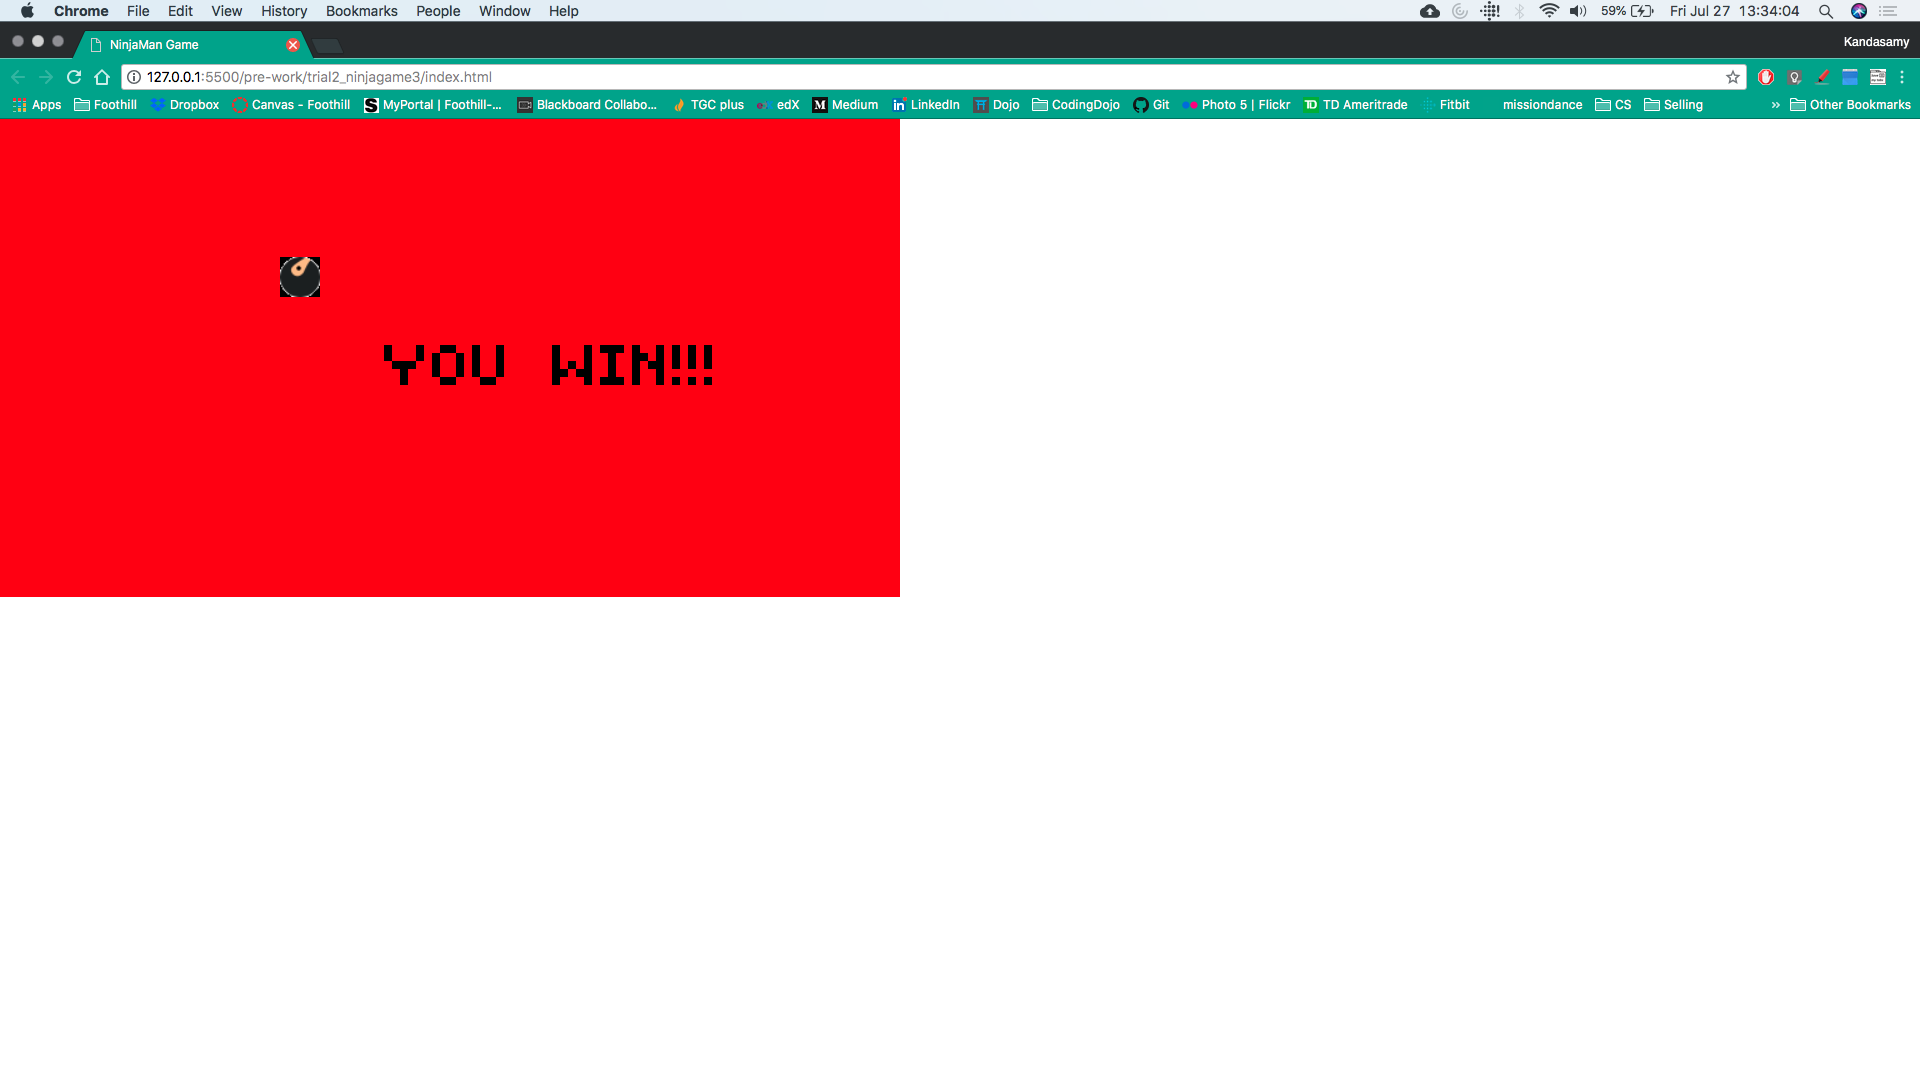 Chrome File Edit View History Bookmarks People Window Help 59% Fri Jul 27 13:34:04
NinjaMan Game Kandasamy
127.0.0.1:5500/pre-work/trial2_ninjagame3/index.html
Apps Foothill Dropbox Canvas - Foothill MyPortal | Foothill-... Blackboard Collabo... TGC plus edX Medium LinkedIn Dojo CodingDojo Git Photo 5 | Flickr TD Ameritrade Fitbit missiondance CS Selling » Other Bookmarks
YOU WIN!!!